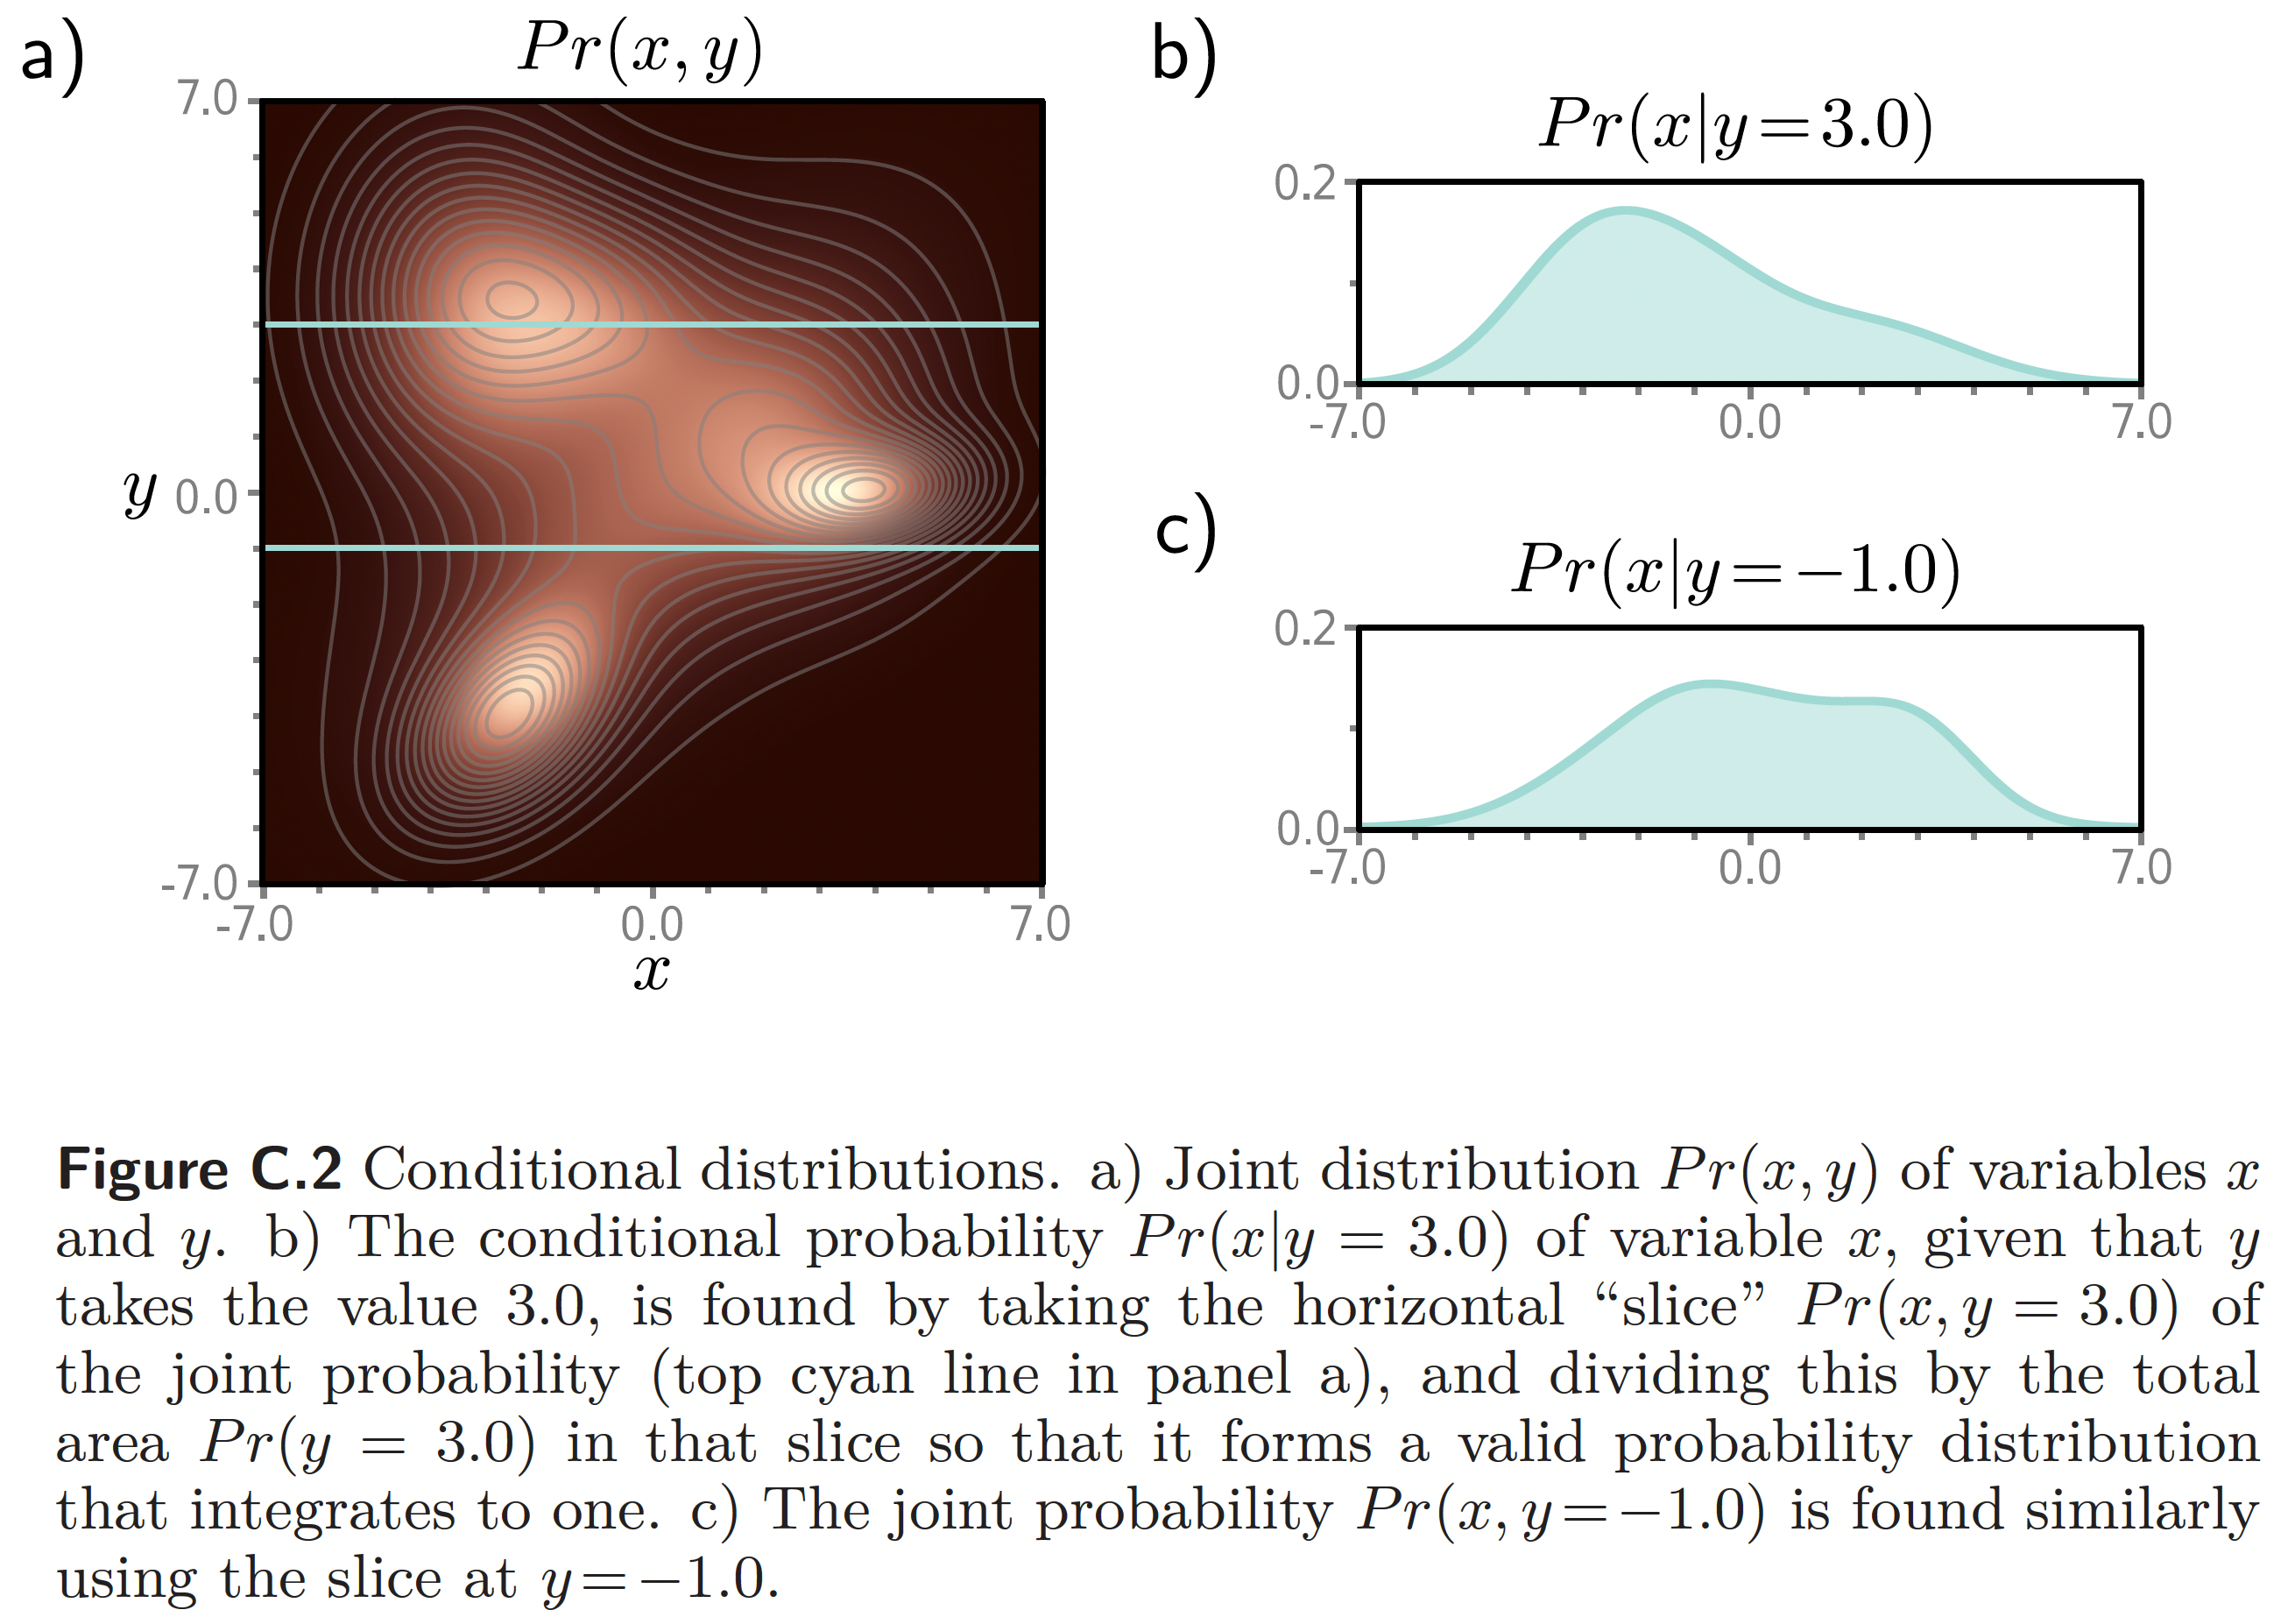 a)
Pr(x, y)
7.0
y 0.0
-7.0
-7.0 0.0 7.0
x
b)
Pr(x|y=3.0)
0.2
0.0
-7.0 0.0 7.0
c)
Pr(x|y=−1.0)
0.2
0.0
-7.0 0.0 7.0
Figure C.2 Conditional distributions. a) Joint distribution Pr(x, y) of variables x
and y. b) The conditional probability Pr(x|y = 3.0) of variable x, given that y
takes the value 3.0, is found by taking the horizontal “slice” Pr(x, y = 3.0) of
the joint probability (top cyan line in panel a), and dividing this by the total
area Pr(y = 3.0) in that slice so that it forms a valid probability distribution
that integrates to one. c) The joint probability Pr(x, y=−1.0) is found similarly
using the slice at y=−1.0.